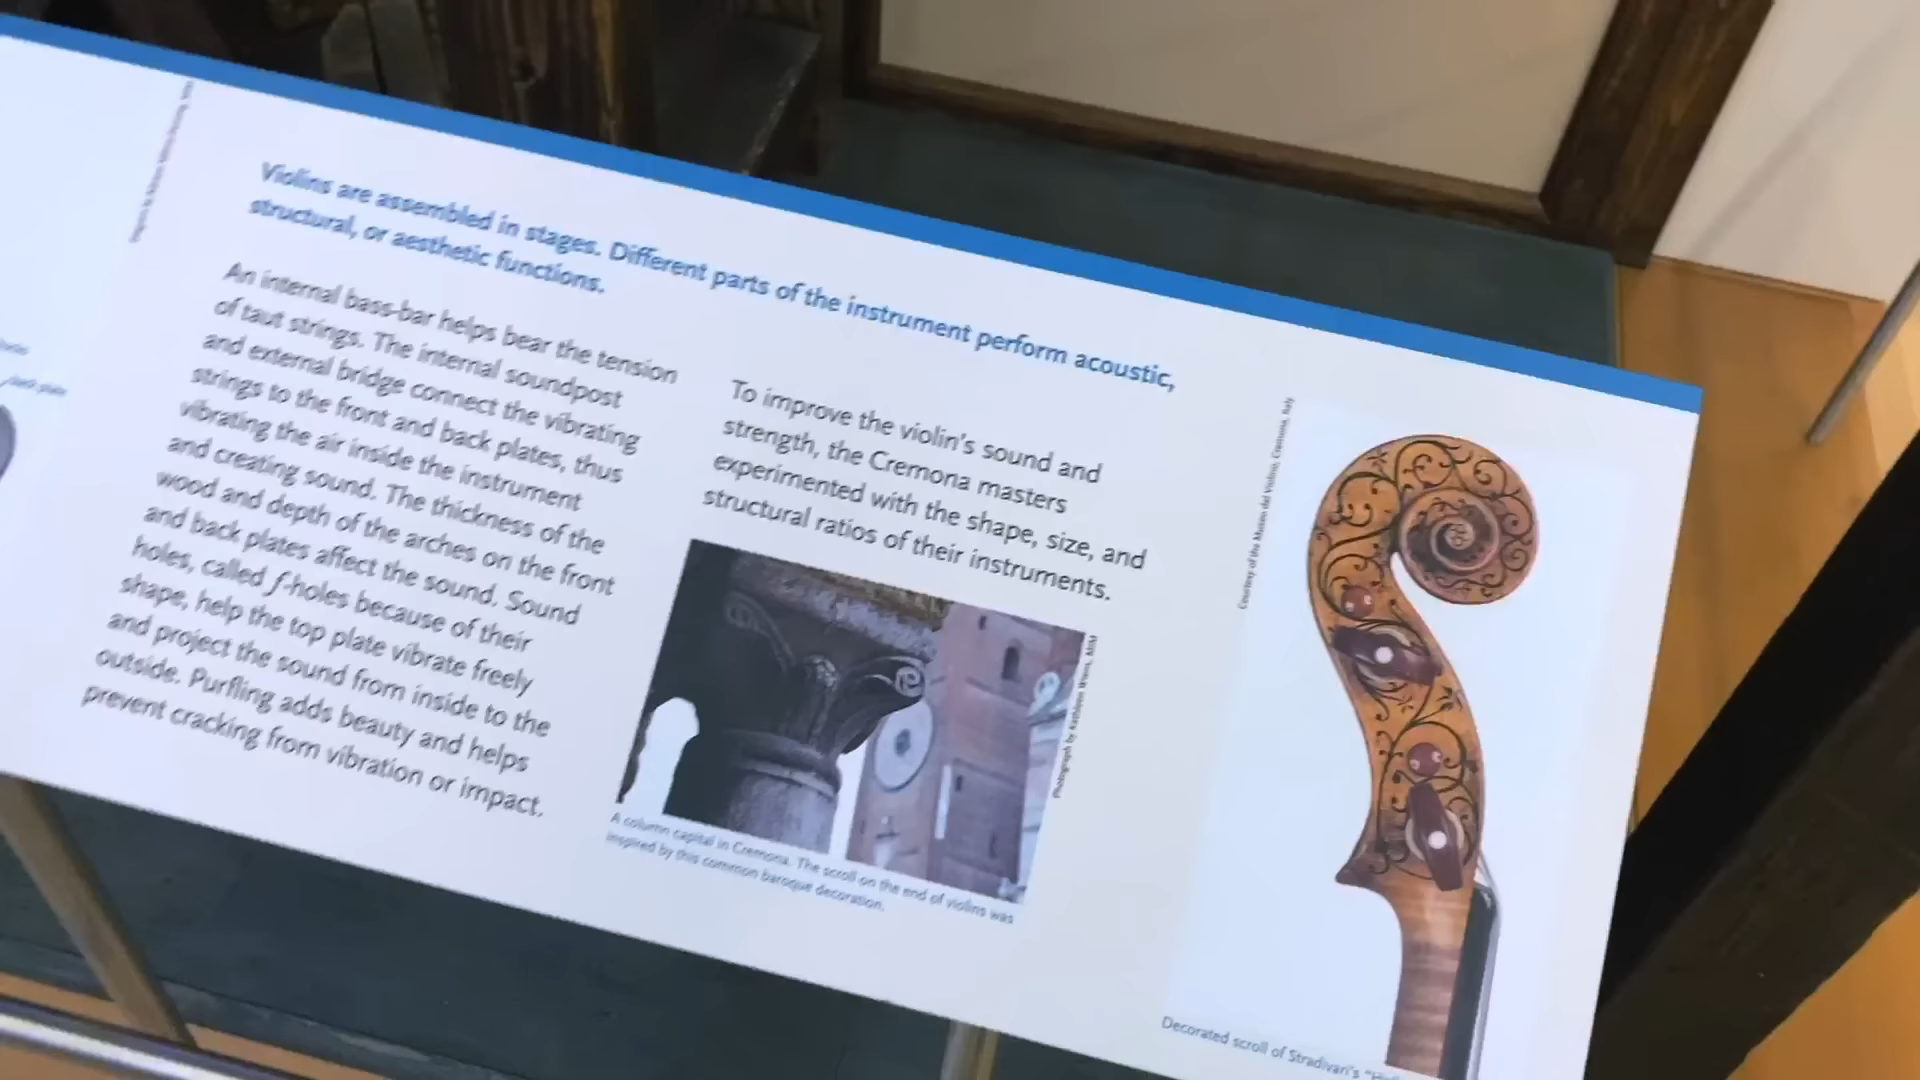 Violins are assembled in stages. Different parts of the instrument perform acoustic,
structural, or aesthetic functions.
An internal bass-bar helps bear the tension
of taut strings. The internal soundpost
and external bridge connect the vibrating
strings to the front and back plates, thus
vibrating the air inside the instrument
and creating sound. The thickness of the
wood and depth of the arches on the front
and back plates affect the sound. Sound
holes, called f-holes because of their
shape, help the top plate vibrate freely
and project the sound from inside to the
outside. Purfling adds beauty and helps
prevent cracking from vibration or impact.
To improve the violin's sound and
strength, the Cremona masters
experimented with the shape, size, and
structural ratios of their instruments.
Photograph by Kathleen Wiens, MIM
A column capital in Cremona. The scroll on the end of violins was
inspired by this common baroque decoration.
Courtesy of the Museo del Violino, Cremona, Italy
Decorated scroll of Stradivari's
back plate